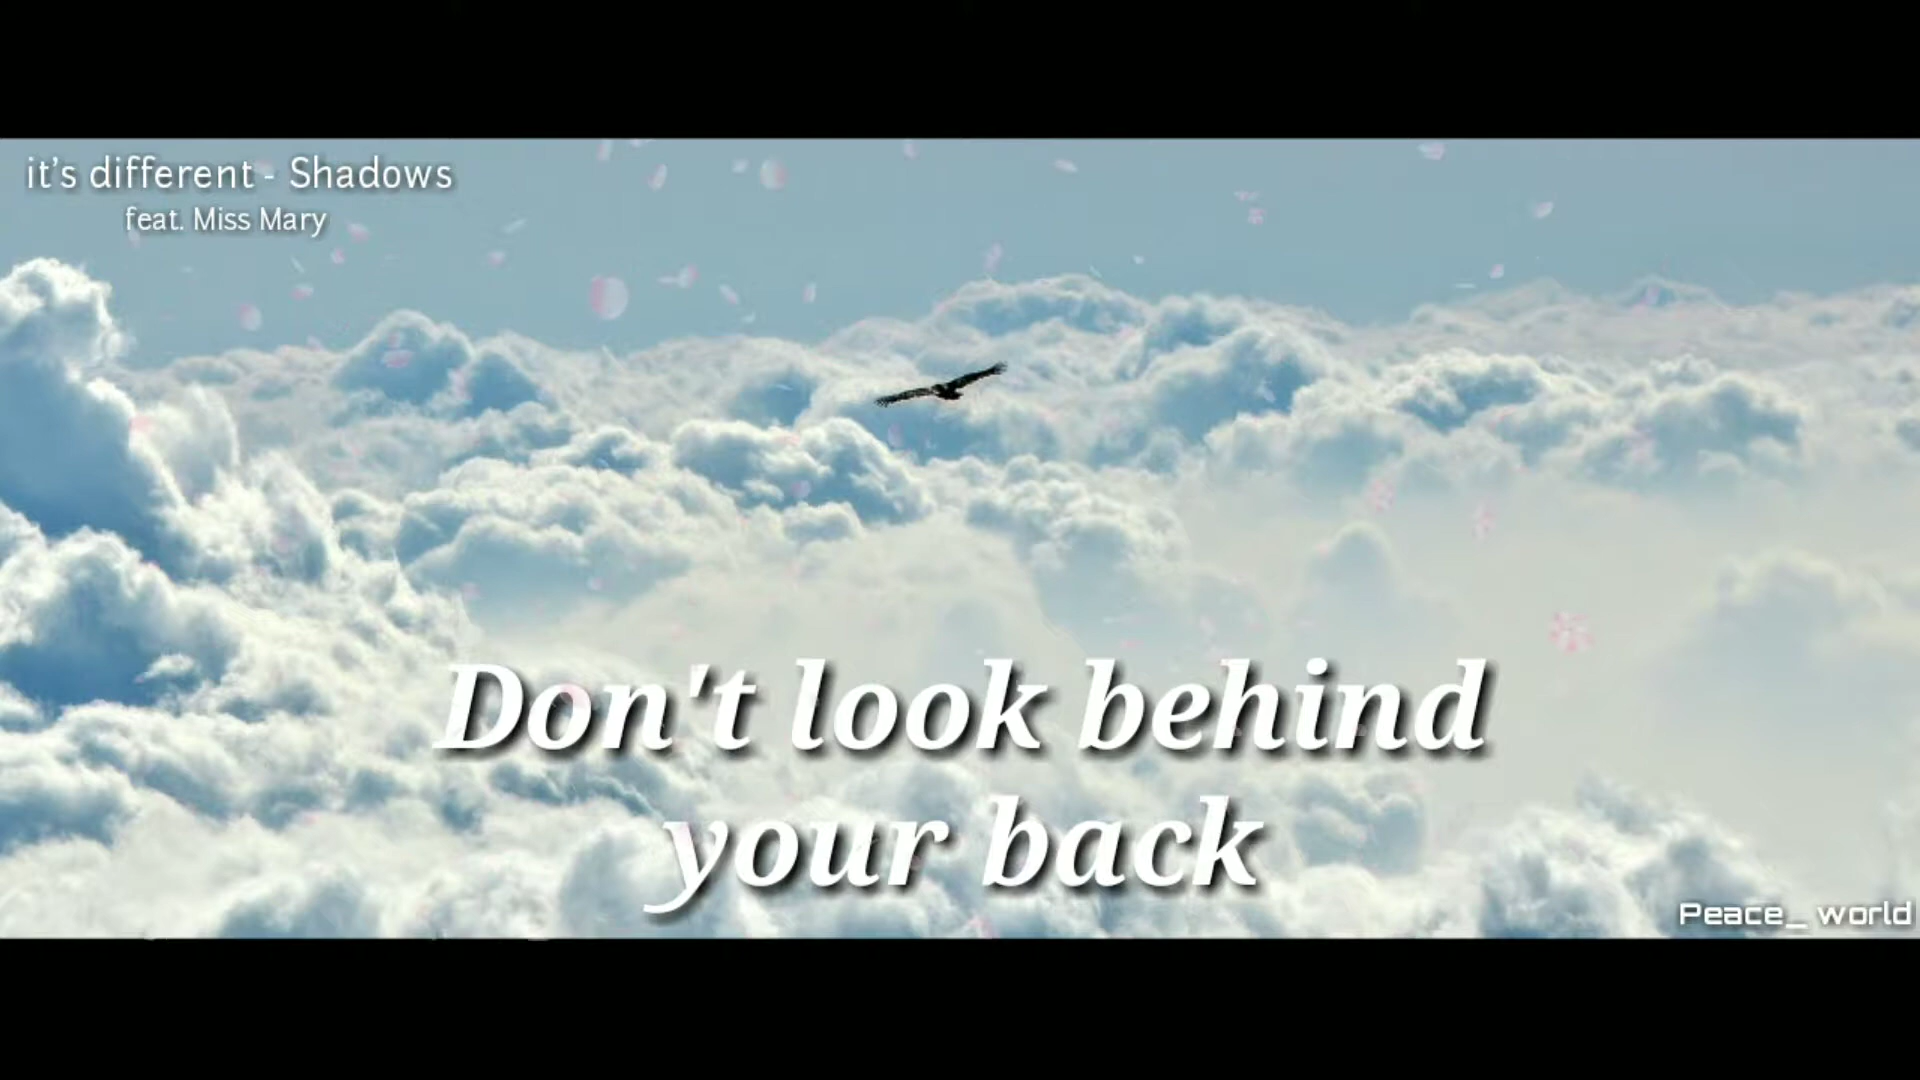 it's different - Shadows
feat. Miss Mary
Don't look behind
your back
Peace_ world